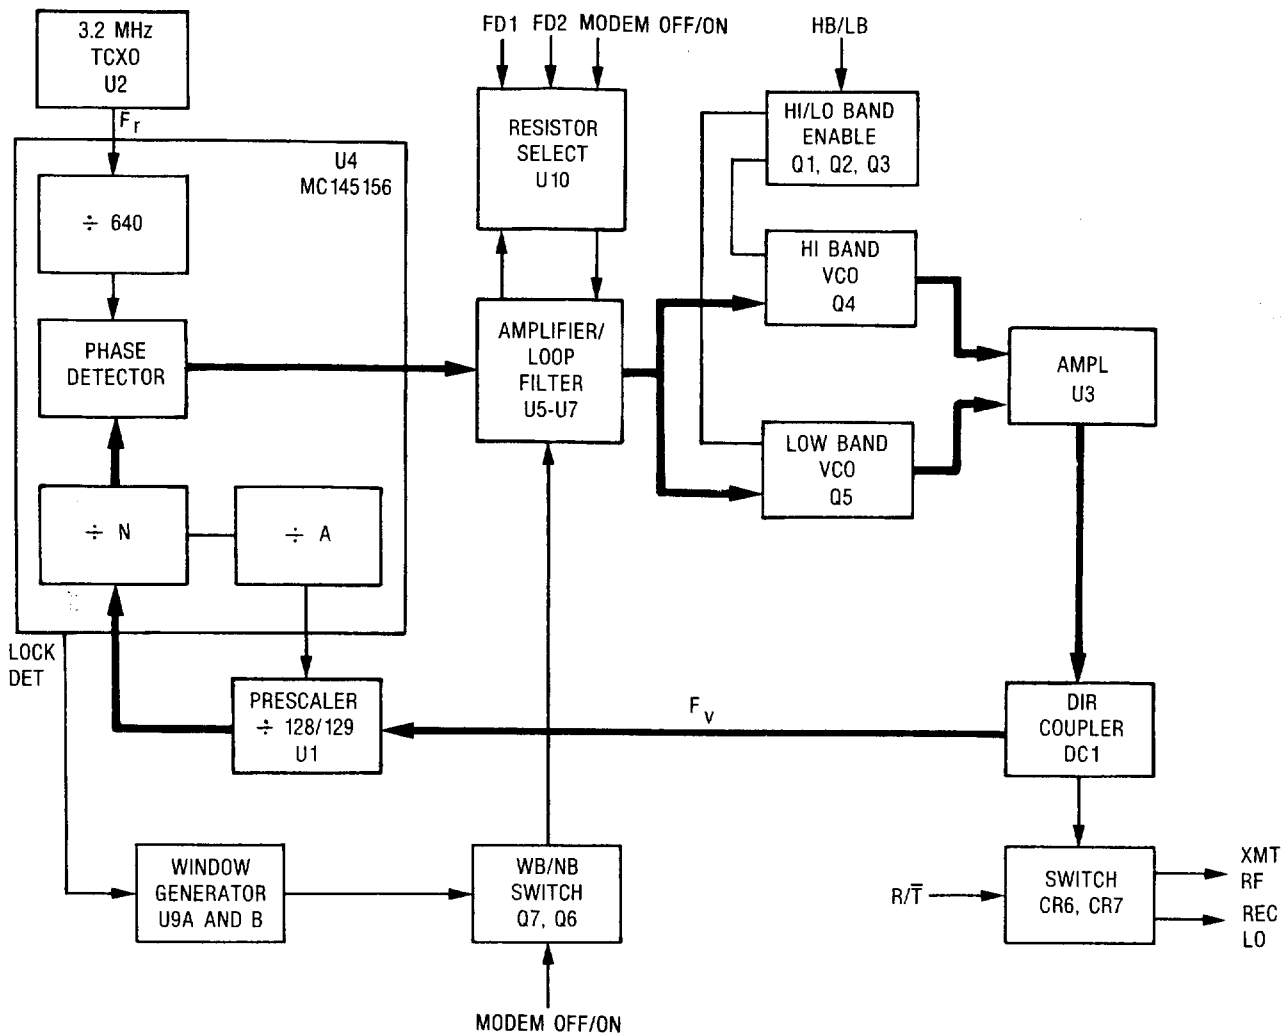 3.2 MHz
TCXO
U2
Fr
FD1 FD2 MODEM OFF/ON
HB/LB
U4
MC145156
÷ 640
RESISTOR
SELECT
U10
HI/LO BAND
ENABLE
Q1, Q2, Q3
HI BAND
VCO
Q4
PHASE
DETECTOR
AMPLIFIER/
LOOP
FILTER
U5-U7
AMPL
U3
LOW BAND
VCO
Q5
÷ N
÷ A
LOCK
DET
PRESCALER
÷ 128/129
U1
Fv
DIR
COUPLER
DC1
WINDOW
GENERATOR
U9A AND B
WB/NB
SWITCH
Q7, Q6
R/T̅
SWITCH
CR6, CR7
XMT
RF
REC
LO
MODEM OFF/ON